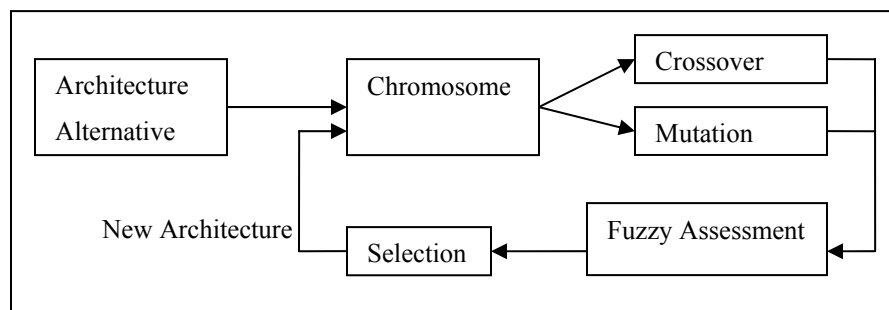 Architecture
Alternative
Chromosome
Crossover
Mutation
New Architecture
Selection
Fuzzy Assessment